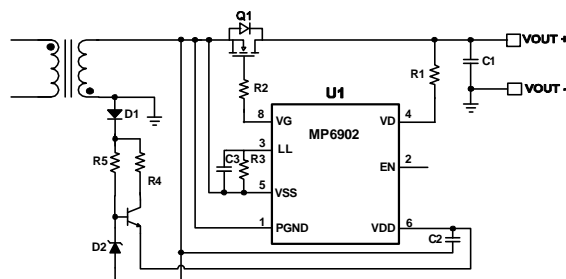 Q1
VOUT +
R1
C1
R2
U1
VOUT -
D1
8
VG
MP6902
VD
4
3
LL
R5
R4
C3
R3
EN
2
5
VSS
1
PGND
VDD
6
D2
C2